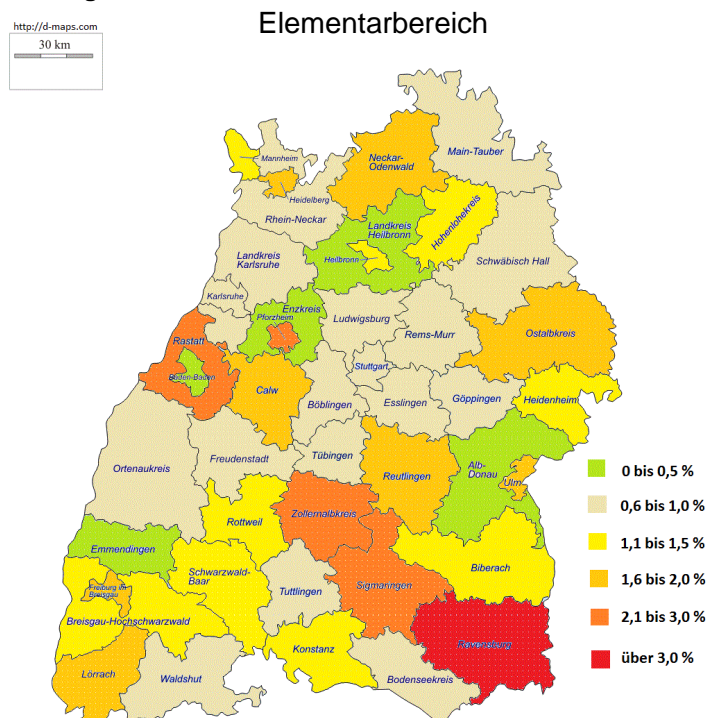 Elementarbereich
http://d-maps.com
30 km
Main-Tauber
Mannheim
Neckar-
Odenwald
Heidelberg
Rhein-Neckar
Landkreis
Heilbronn
Hohenlohekreis
Heilbronn
Landkreis
Karlsruhe
Schwäbisch Hall
Karlsruhe
Enzkreis
Pforzheim
Ludwigsburg
Rems-Murr
Ostalbkreis
Rastatt
Baden-Baden
Stuttgart
Calw
Böblingen
Esslingen
Göppingen
Heidenheim
Freudenstadt
Tübingen
Ortenaukreis
Reutlingen
Alb-
Donau
Ulm
0 bis 0,5 %
0,6 bis 1,0 %
Zollernalbkreis
Rottweil
1,1 bis 1,5 %
Emmendingen
Schwarzwald-
Baar
Biberach
1,6 bis 2,0 %
Freiburg im
Breisgau
Tuttlingen
Sigmaringen
2,1 bis 3,0 %
Breisgau-Hochschwarzwald
Konstanz
Ravensburg
über 3,0 %
Lörrach
Waldshut
Bodenseekreis